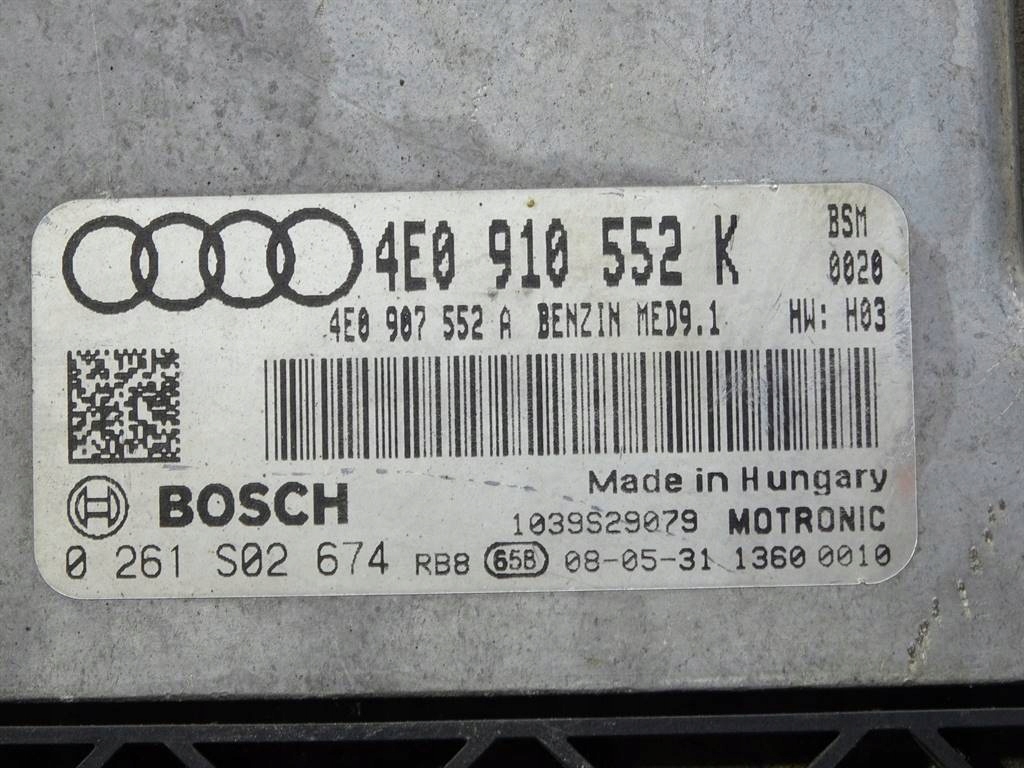 4E0 910 552 K BSM
0020
4E0 907 552 A BENZIN MED9.1 HW: H03
Made in Hungary
BOSCH 1039S29079 MOTRONIC
0 261 S02 674 RB8 65B 08-05-31 1360 0010